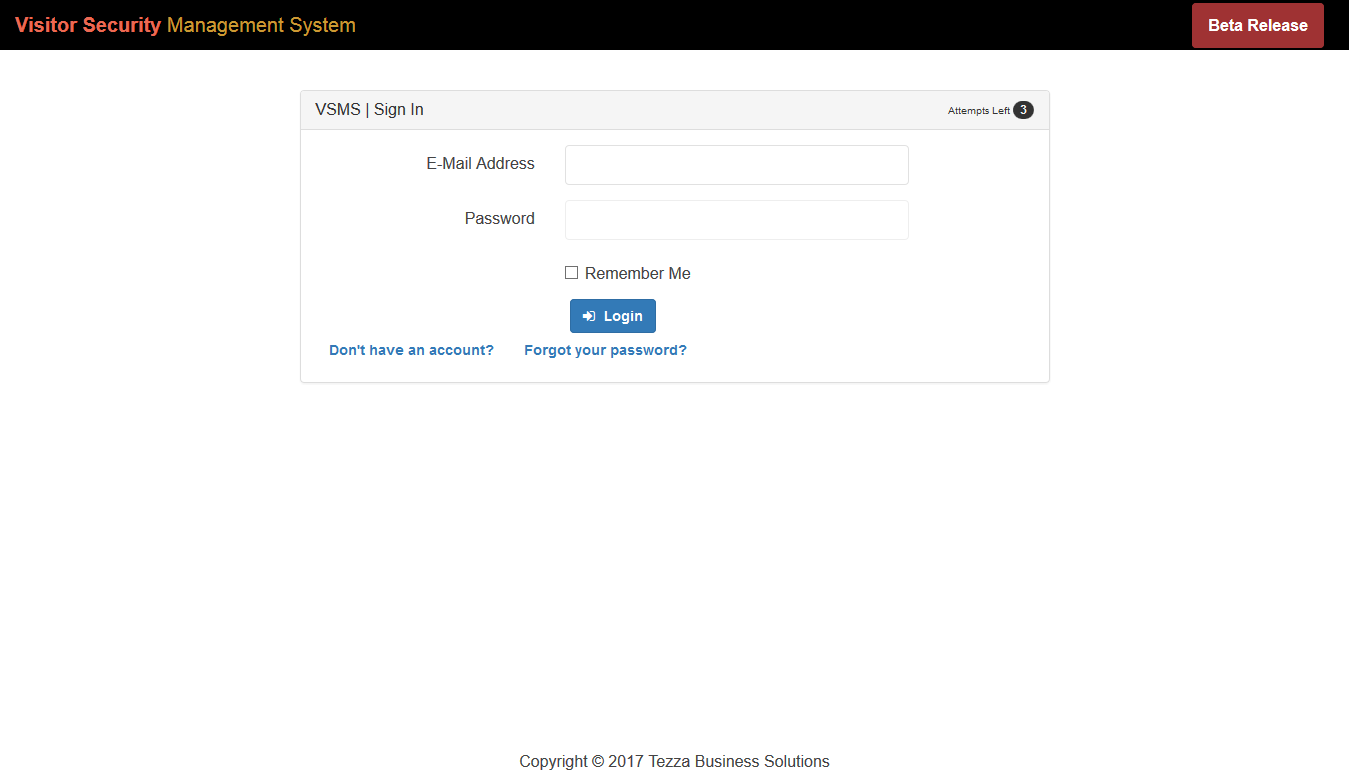 Visitor Security Management System
Beta Release
VSMS | Sign In
Attempts Left 3
E-Mail Address
Password
Remember Me
Login
Don't have an account? Forgot your password?
Copyright © 2017 Tezza Business Solutions